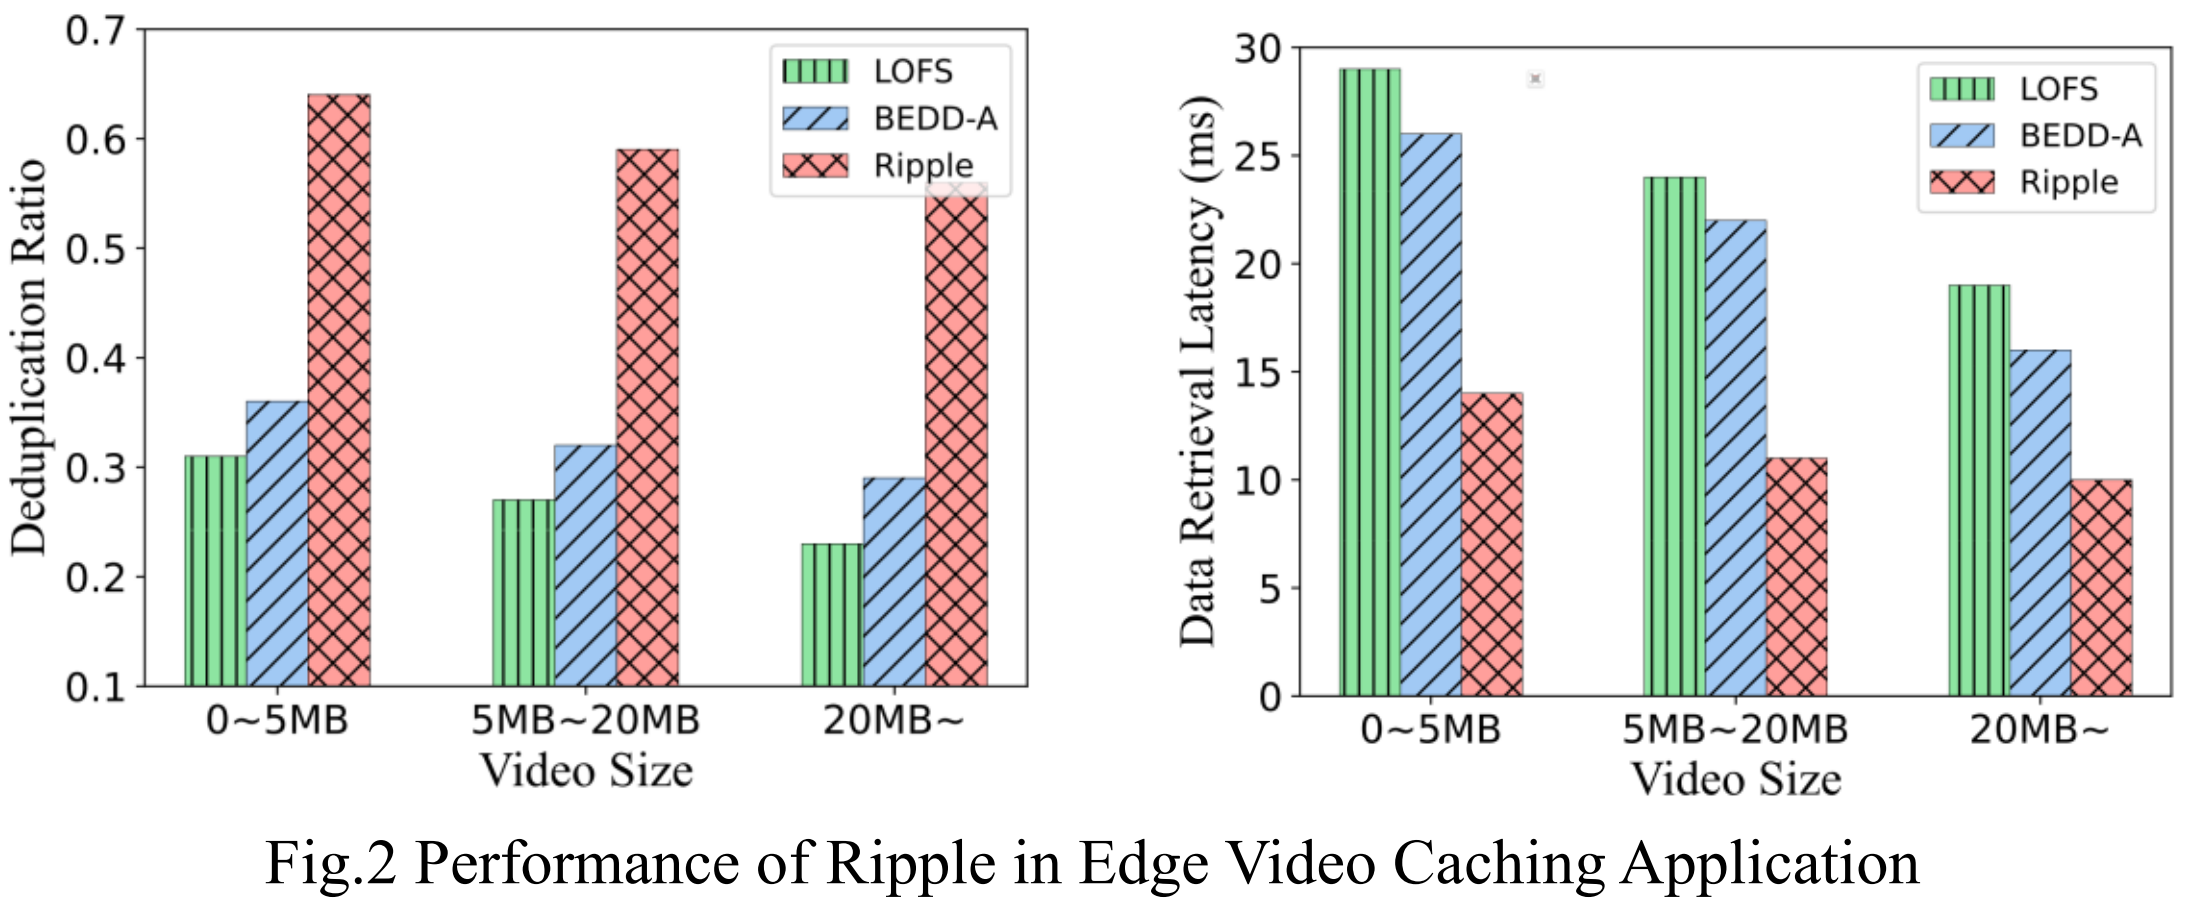 Deduplication Ratio
0.7
0.6
0.5
0.4
0.3
0.2
0.1
LOFS
BEDD-A
Ripple
0~5MB 5MB~20MB 20MB~
Video Size
Data Retrieval Latency (ms)
30
25
20
15
10
5
0
LOFS
BEDD-A
Ripple
0~5MB 5MB~20MB 20MB~
Video Size
Fig.2 Performance of Ripple in Edge Video Caching Application